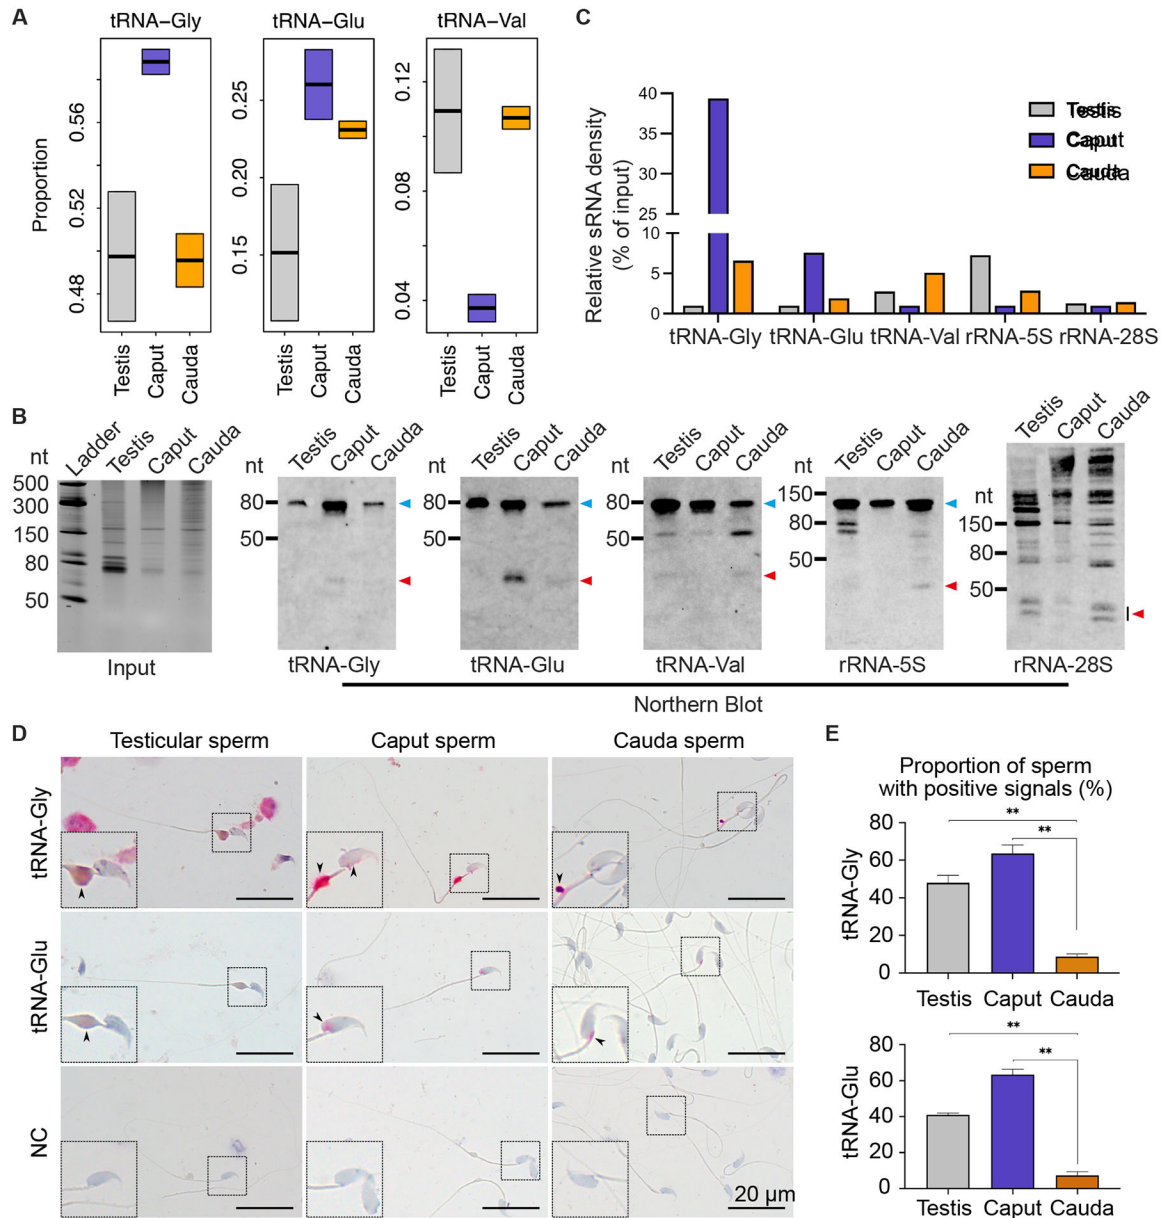 A
tRNA–Gly
tRNA–Glu
tRNA–Val
Proportion
0.56
0.52
0.48
0.25
0.20
0.15
0.12
0.08
0.04
Testis
Caput
Cauda
Testis
Caput
Cauda
Testis
Caput
Cauda
C
Relative sRNA density
(% of input)
40
35
30
25
10
5
0
Testis
Caput
Cauda
tRNA-Gly
tRNA-Glu
tRNA-Val
rRNA-5S
rRNA-28S
B
nt
Ladder
Testis
Caput
Cauda
500
300
150
80
50
Input
nt
Testis
Caput
Cauda
80
50
tRNA-Gly
nt
Testis
Caput
Cauda
80
50
tRNA-Glu
nt
Testis
Caput
Cauda
80
50
tRNA-Val
nt
Testis
Caput
Cauda
150
80
50
rRNA-5S
nt
Testis
Caput
Cauda
150
80
50
rRNA-28S
Northern Blot
D
Testicular sperm
Caput sperm
Cauda sperm
tRNA-Gly
tRNA-Glu
NC
20 µm
E
Proportion of sperm
with positive signals (%)
tRNA-Gly
80
60
40
20
0
**
**
Testis
Caput
Cauda
tRNA-Glu
80
60
40
20
0
**
**
Testis
Caput
Cauda